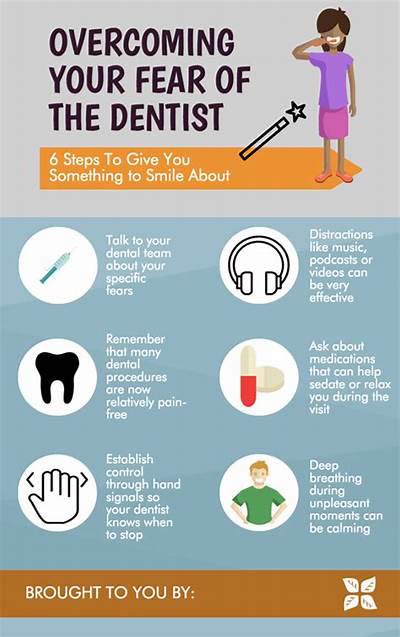 OVERCOMING
YOUR FEAR OF
THE DENTIST
6 Steps To Give You
Something to Smile About
Talk to your
dental team
about your
specific
fears
Distractions
like music,
podcasts or
videos can
be very
effective
Remember
that many
dental
procedures
are now
relatively pain-
free
Ask about
medications
that can help
sedate or relax
you during the
visit
Establish
control
through hand
signals so
your dentist
knows when
to stop
Deep
breathing
during
unpleasant
moments can
be calming
BROUGHT TO YOU BY: